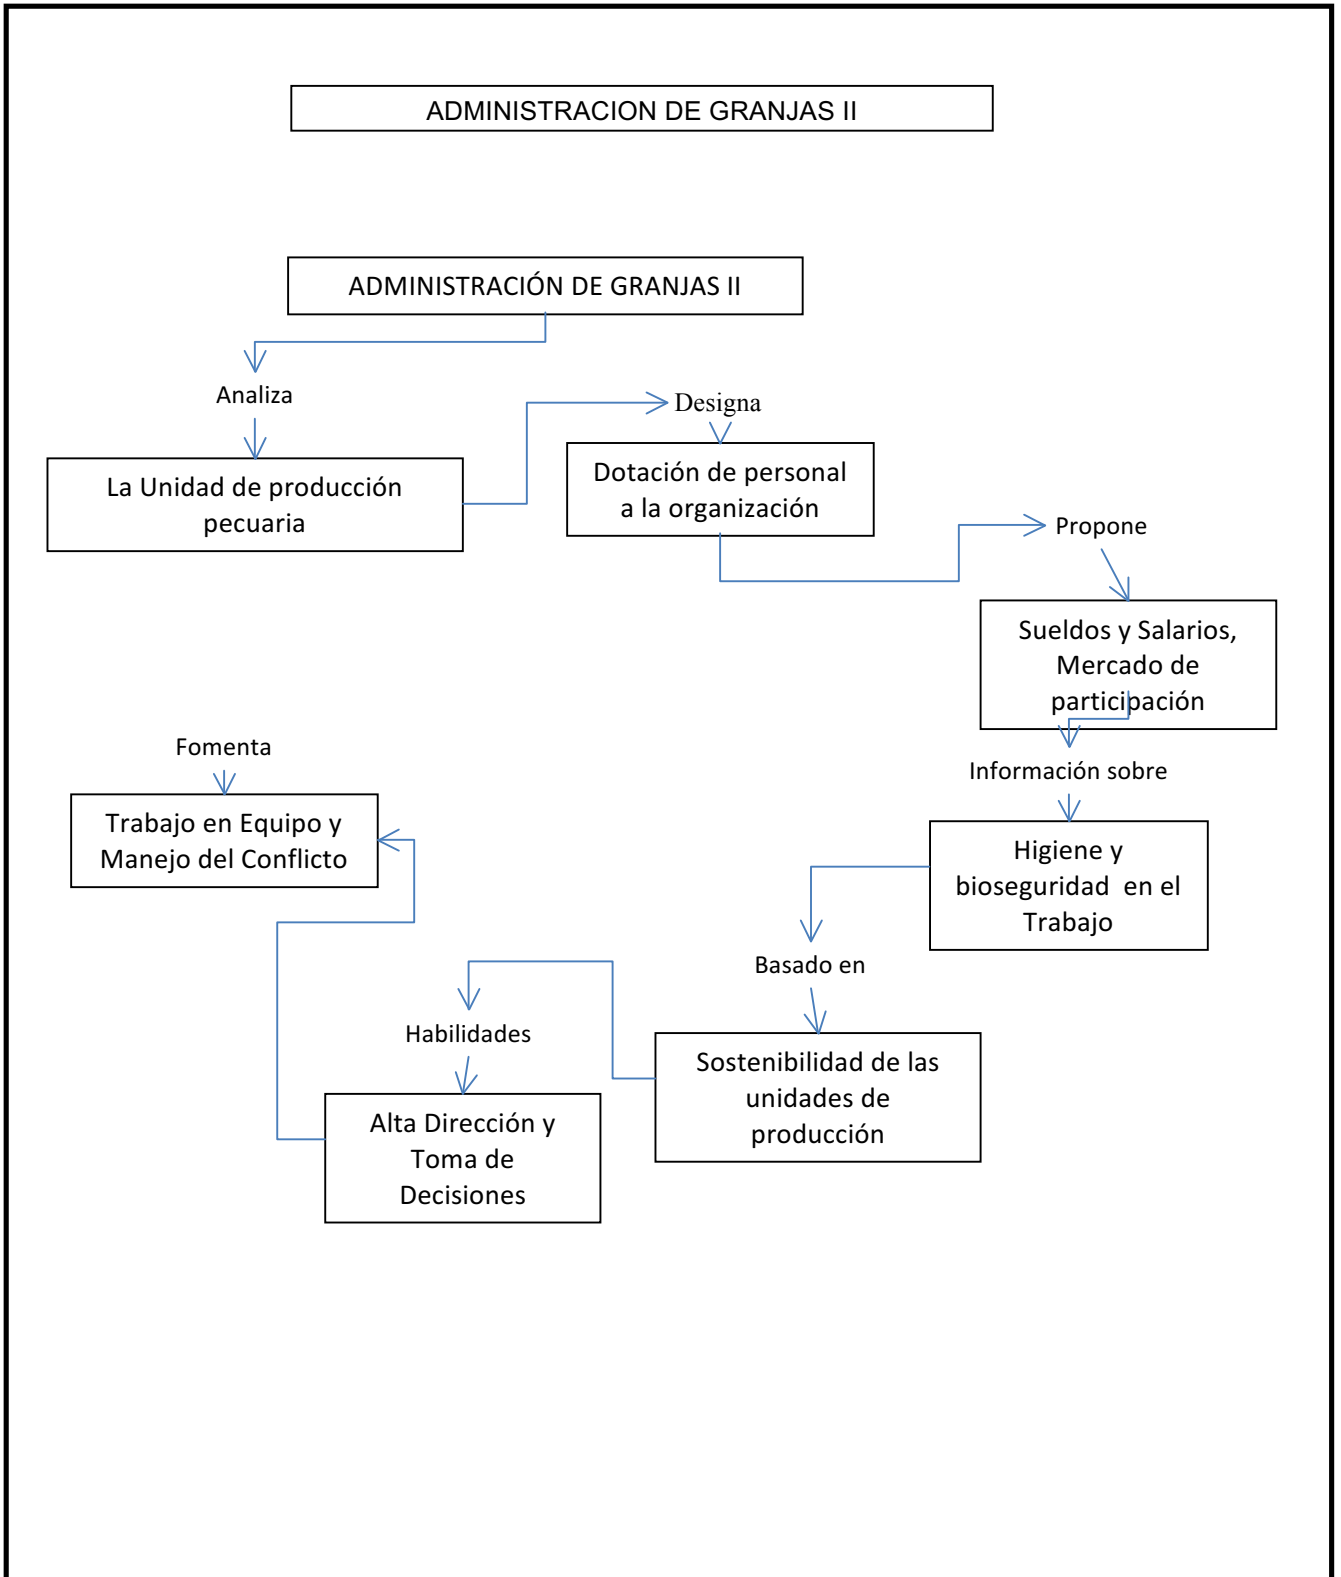 ADMINISTRACION DE GRANJAS II
ADMINISTRACIÓN DE GRANJAS II
Analiza
La Unidad de producción
pecuaria
Designa
Dotación de personal
a la organización
Propone
Sueldos y Salarios,
Mercado de
participación
Información sobre
Higiene y
bioseguridad  en el
Trabajo
Basado en
Sostenibilidad de las
unidades de
producción
Habilidades
Alta Dirección y
Toma de
Decisiones
Fomenta
Trabajo en Equipo y
Manejo del Conflicto